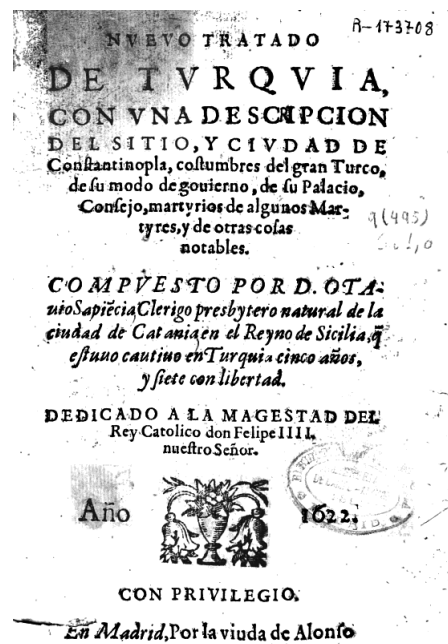 R-173708
NVEVO TRATADO
DE TVRQVIA,
CON VNA DESCRIPCION
DEL SITIO, Y CIVDAD DE
Conſtantinopla, coſtumbres del gran Turco,
de ſu modo de gouierno, de ſu Palacio,
Conſejo, martyrios de algunos Mar-
tyres, y de otras coſas
notables.
9(495)
COMPVESTO POR D. OTA-
uio Sapiẽcia, Clerigo presbytero natural de la
ciudad de Catania, en el Reyno de Sicilia, q̃
eſtuuo cautiuo en Turquia cinco años,
y ſiete con libertad.
DEDICADO A LA MAGESTAD DEL
Rey Catolico don Felipe IIII.
nueſtro Señor.
Año 1622.
CON PRIVILEGIO.
En Madrid, Por la viuda de Alonſo